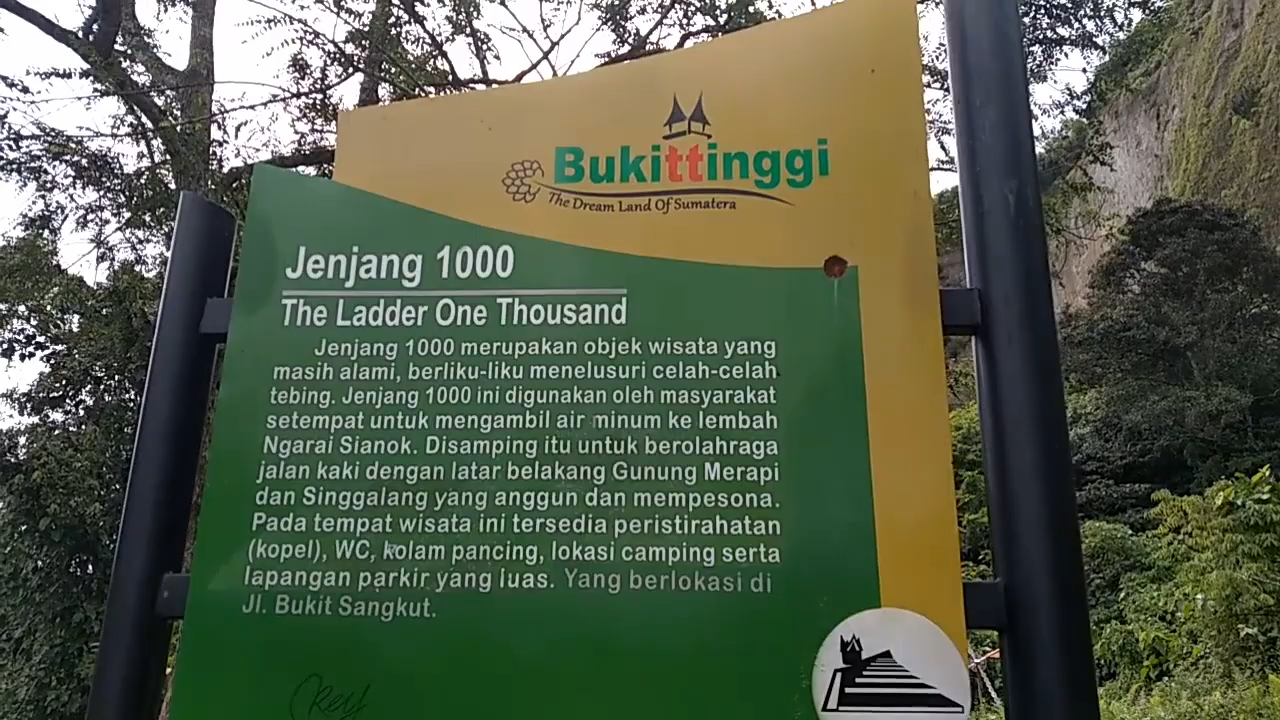 Bukittinggi
The Dream Land Of Sumatera
Jenjang 1000
The Ladder One Thousand
Jenjang 1000 merupakan objek wisata yang
masih alami, berliku-liku menelusuri celah-celah
tebing. Jenjang 1000 ini digunakan oleh masyarakat
setempat untuk mengambil air minum ke lembah
Ngarai Sianok. Disamping itu untuk berolahraga
jalan kaki dengan latar belakang Gunung Merapi
dan Singgalang yang anggun dan mempesona.
Pada tempat wisata ini tersedia peristirahatan
(kopel), WC, kolam pancing, lokasi camping serta
lapangan parkir yang luas. Yang berlokasi di
Jl. Bukit Sangkut.